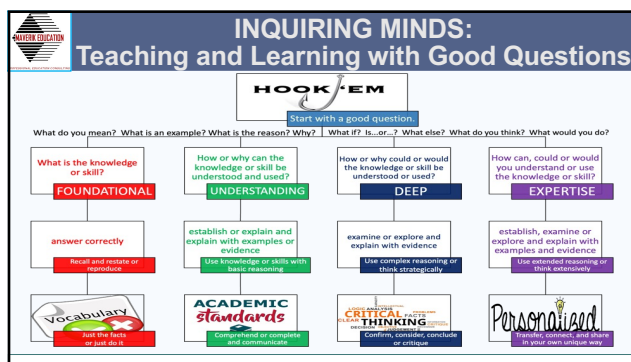 MAVERIK EDUCATION
INQUIRING MINDS:
Teaching and Learning with Good Questions
HOOK 'EM
Start with a good question.
What do you mean? What is an example? What is the reason? Why?
What if? Is...or...? What else? What do you think? What would you do?
What is the knowledge
or skill?
FOUNDATIONAL
How or why can the
knowledge or skill be
understood and used?
UNDERSTANDING
How or why could or would
the knowledge or skill be
understood or used?
DEEP
How can, could or would
you understand or use
the knowledge or skill?
EXPERTISE
answer correctly
Recall and restate or
reproduce
establish or explain and
explain with examples or
evidence
Use knowledge or skills with
basic reasoning
examine or explore and
explain with evidence
Use complex reasoning or
think strategically
establish, examine or
explore and explain with
examples and evidence
Use extended reasoning or
think extensively
Vocabulary
Just the facts
or just do it
ACADEMIC
standards
Comprehend or complete
and communicate
LOGIC ANALYSIS
PROBLEMS
CRITICAL FACTS
CLEAR THINKING
DECISION
Confirm, consider, conclude
or critique
Personalised
Transfer, connect, and share
in your own unique way